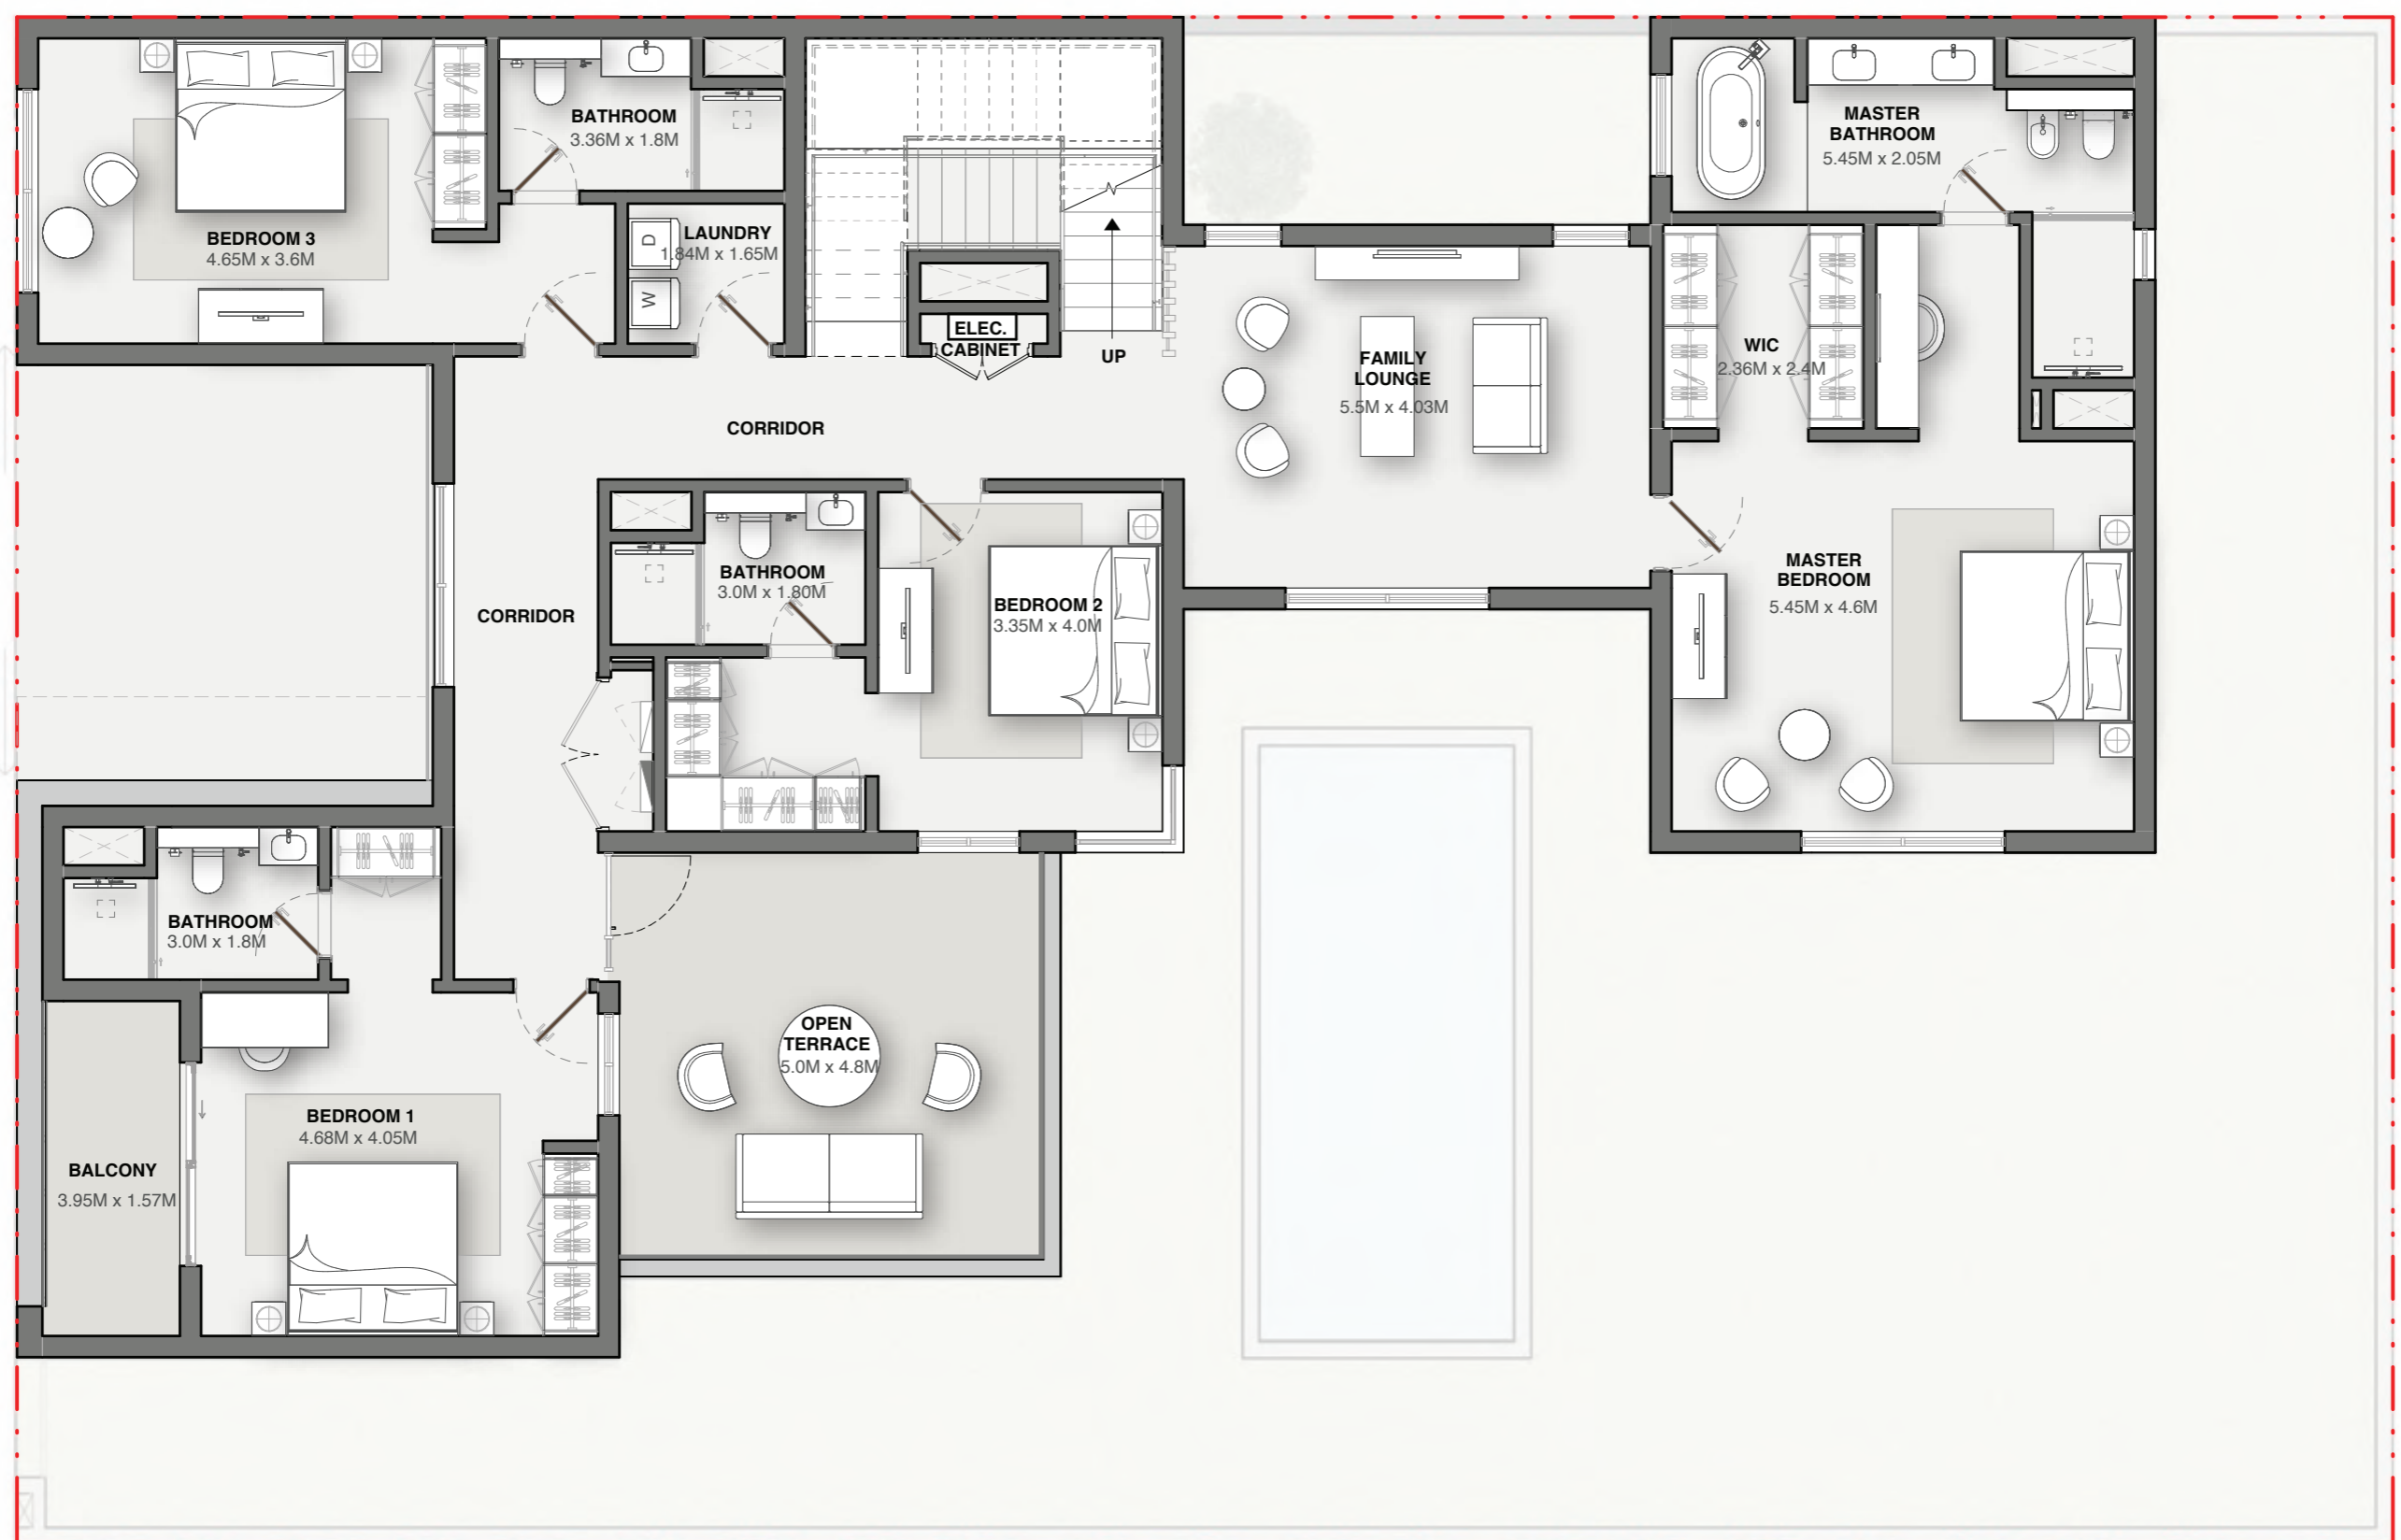 BATHROOM
3.36M x 1.8M
MASTER
BATHROOM
5.45M x 2.05M
BEDROOM 3
4.65M x 3.6M
D
W
LAUNDRY
1.84M x 1.65M
ELEC.
CABINET
UP
FAMILY
LOUNGE
5.5M x 4.03M
WIC
2.36M x 2.4M
CORRIDOR
BATHROOM
3.0M x 1.80M
BEDROOM 2
3.35M x 4.0M
MASTER
BEDROOM
5.45M x 4.6M
CORRIDOR
BATHROOM
3.0M x 1.8M
OPEN
TERRACE
5.0M x 4.8M
BEDROOM 1
4.68M x 4.05M
BALCONY
3.95M x 1.57M